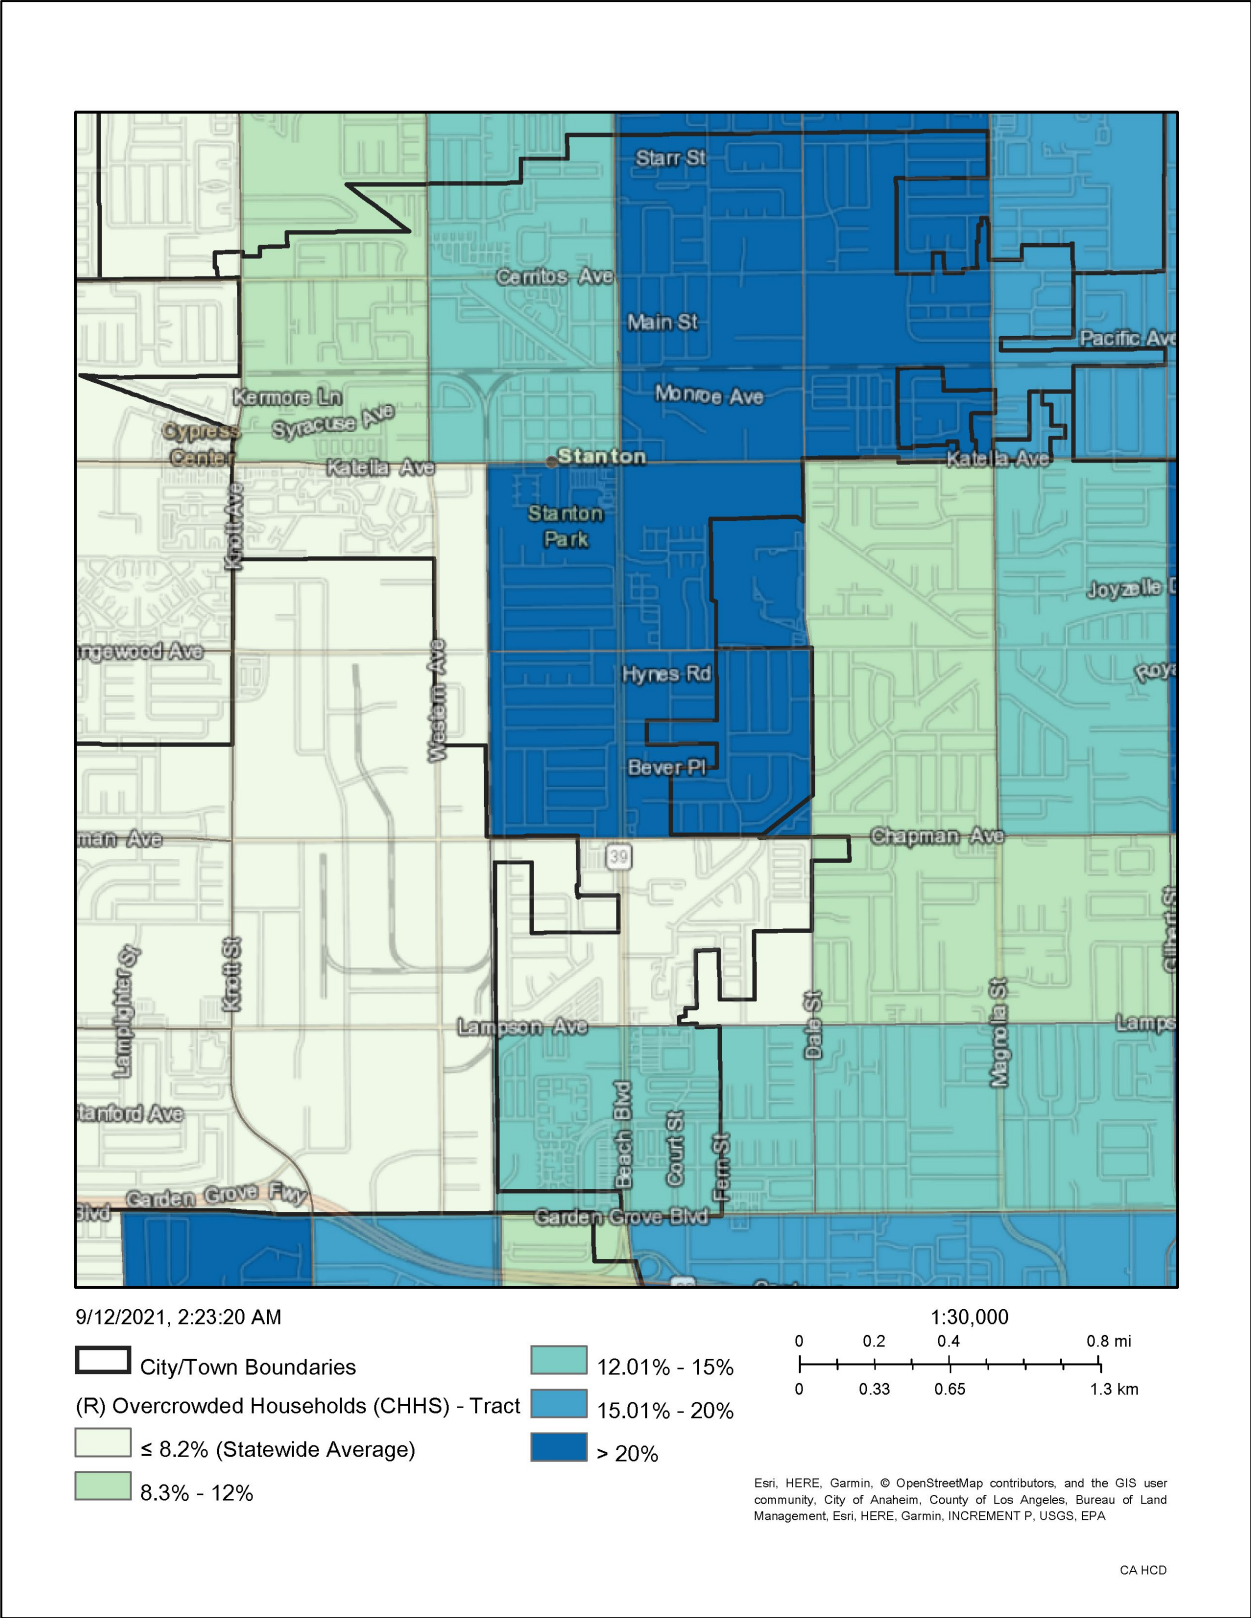 Starr St
Cerritos Ave
Main St
Pacific Ave
Kermore Ln
Monroe Ave
Syracuse Ave
Cypress
Center
Stanton
Katella Ave
Katella Ave
Knott Ave
Stanton
Park
Joyzelle D
ngewood Ave
Western Ave
Hynes Rd
Roya
Bever Pl
man Ave
Chapman Ave
39
Gilbert St
Lamplighter St
Knott St
Lampson Ave
Dale St
Magnolia St
Lamps
tanford Ave
Beach Blvd
Court St
Fern St
Garden Grove Fwy
Blvd
Garden Grove Blvd
9/12/2021, 2:23:20 AM
1:30,000
0 0.2 0.4 0.8 mi
0 0.33 0.65 1.3 km
City/Town Boundaries
(R) Overcrowded Households (CHHS) - Tract
≤ 8.2% (Statewide Average)
8.3% - 12%
12.01% - 15%
15.01% - 20%
> 20%
Esri, HERE, Garmin, © OpenStreetMap contributors, and the GIS user
community, City of Anaheim, County of Los Angeles, Bureau of Land
Management, Esri, HERE, Garmin, INCREMENT P, USGS, EPA
CA HCD